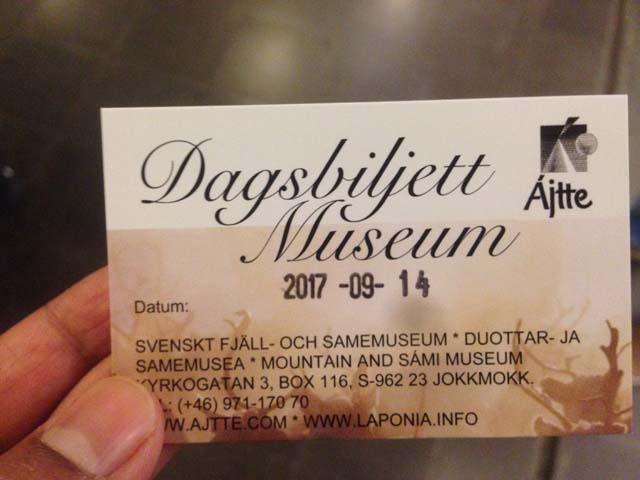 Dagsbiljett
Museum
Ájtte
2017 -09- 14
Datum:
SVENSKT FJÄLL- OCH SAMEMUSEUM * DUOTTAR- JA
SAMEMUSEA * MOUNTAIN AND SÁMI MUSEUM
KYRKOGATAN 3, BOX 116, S-962 23 JOKKMOKK.
(+46) 971-170 70
WWW.AJTTE.COM * WWW.LAPONIA.INFO